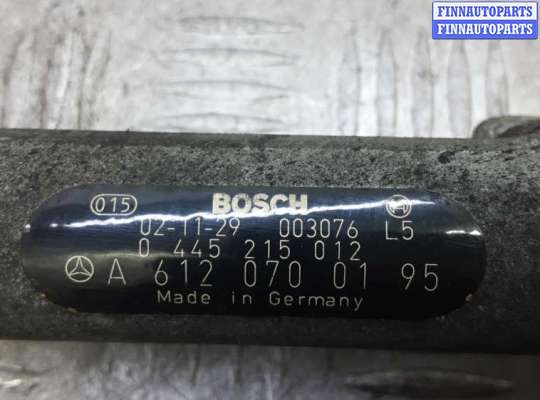 FINNAUTOPARTS
FINNAUTOPARTS
015 BOSCH
02-11-29 003076 L5
0 445 215 012
A 612 070 01 95
Made in Germany